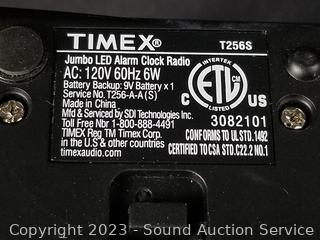 TIMEX® T256S
Jumbo LED Alarm Clock Radio
AC: 120V 60Hz 6W
Battery Backup: 9V Battery x 1
Service No. T256-A-A (S)
Made in China
Mfd & Serviced by SDI Technologies Inc.
Toll Free Nbr 1-800-888-4491
TIMEX Reg TM Timex Corp.
in the U.S & other countries
timexaudio.com
INTERTEK
ETL
LISTED
C US
3082101
CONFORMS TO UL STD. 1492
CERTIFIED TO CSA STD. C22.2 NO.1
Copyright 2023 - Sound Auction Service